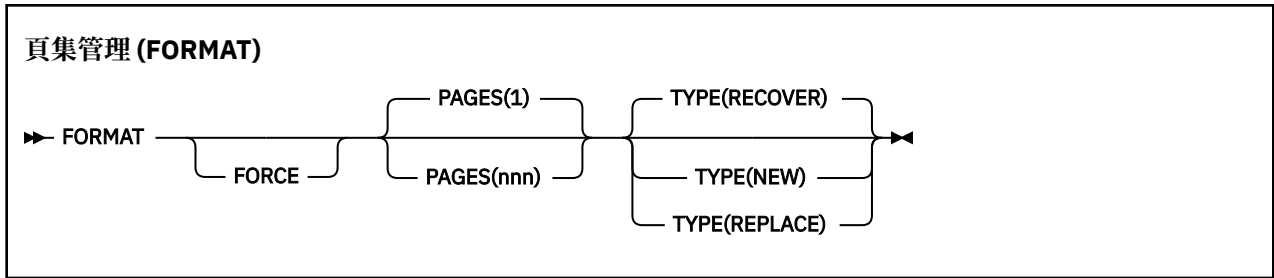 頁集管理 (FORMAT)
PAGES(1) TYPE(RECOVER)
FORMAT
FORCE PAGES(nnn) TYPE(NEW)
TYPE(REPLACE)